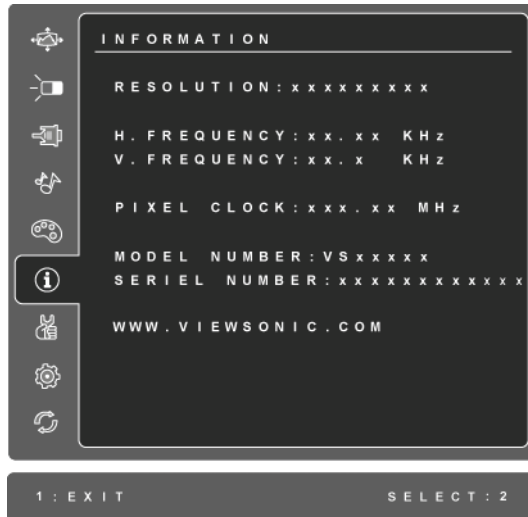 INFORMATION
RESOLUTION:xxxxxxxxx
H. FREQUENCY:xx.xx KHz
V. FREQUENCY:xx.x KHz
PIXEL CLOCK:xxx.xx MHz
MODEL NUMBER:VSxxxxx
SERIEL NUMBER:xxxxxxxxxxxx
WWW.VIEWSONIC.COM
1:EXIT SELECT:2